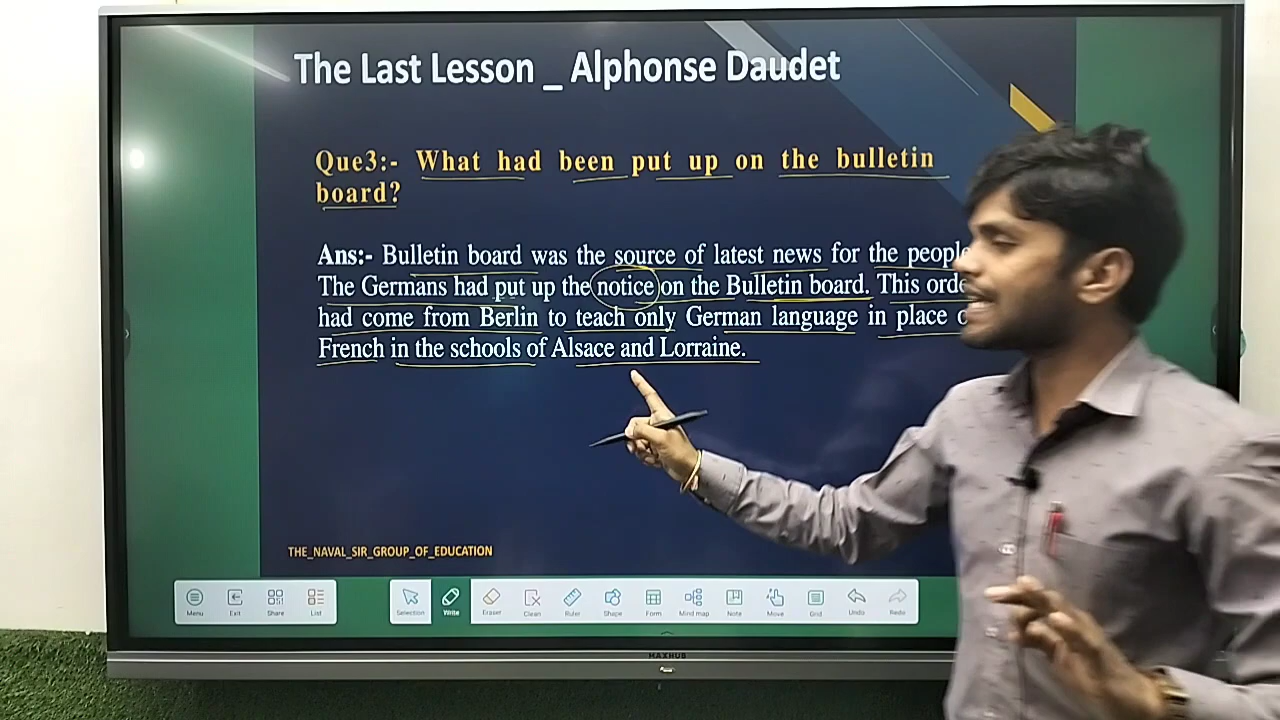 The Last Lesson _ Alphonse Daudet
Que3:- What had been put up on the bulletin
board?
Ans:- Bulletin board was the source of latest news for the people
The Germans had put up the notice on the Bulletin board. This
had come from Berlin to teach only German language in place
French in the schools of Alsace and Lorraine.
THE_NAVAL_SIR_GROUP_OF_EDUCATION
Menu Exit Share List Selection Write Eraser Clean Ruler Shape Form Mind map Note Move Grid Undo Redo
MAXHUB